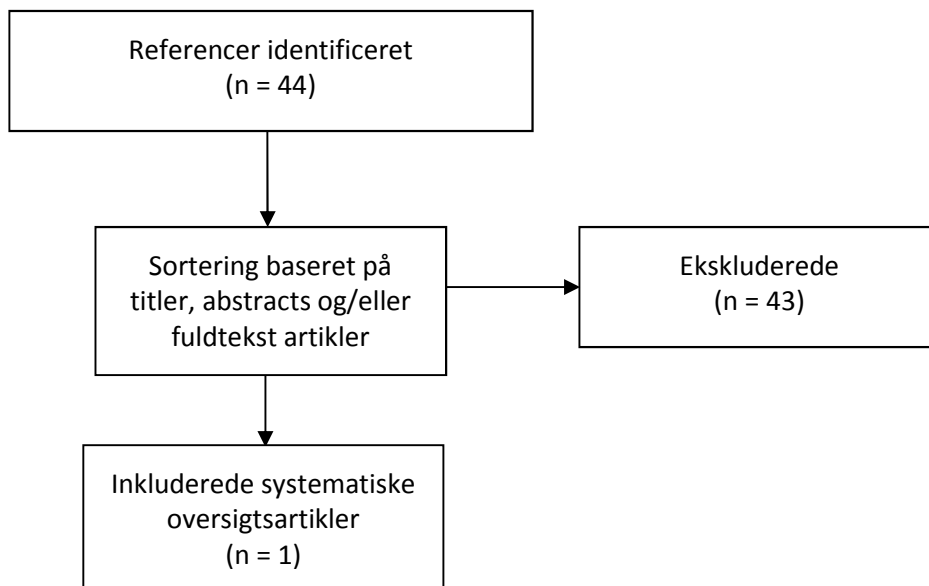 Referencer identificeret
(n = 44)
Sortering baseret på
titler, abstracts og/eller
fuldtekst artikler
Ekskluderede
(n = 43)
Inkluderede systematiske
oversigtsartikler
(n = 1)